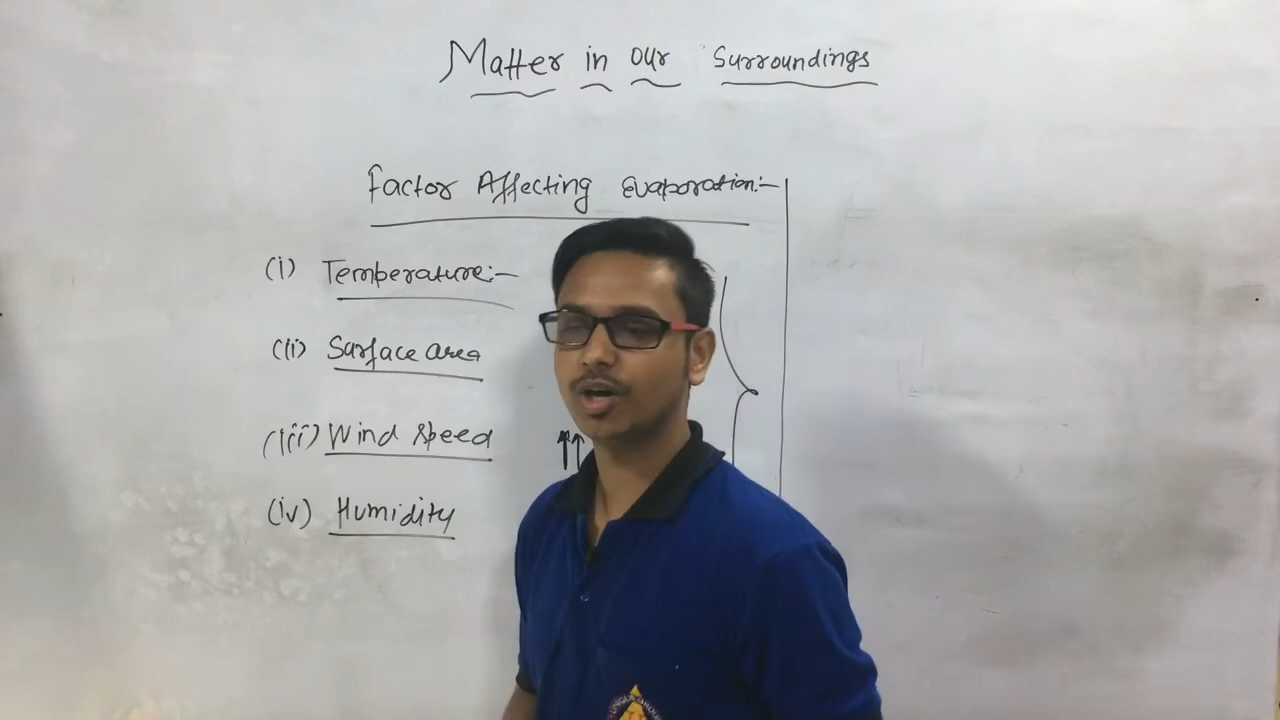 Matter in our Surroundings
Factor Affecting Evaporation:-
(i) Temperature:-
(ii) Surface area
(iii) Wind Speed ↑↑
(iv) Humidity